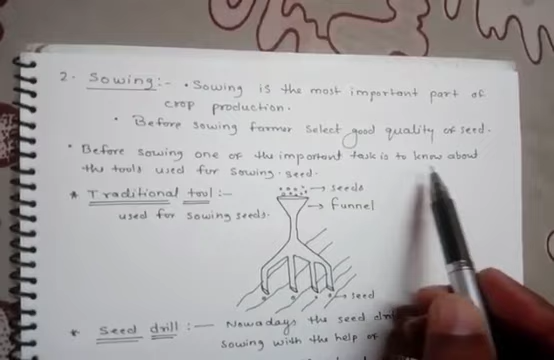 2. Sowing:- • Sowing is the most important part of
crop production.
• Before sowing farmer select good quality of seed.
• Before sowing one of the important task is to know about
the tools used for sowing. seed.
* Traditional tool:-
used for sowing seeds.
→ seeds
→ funnel
→ seed
* Seed drill :— Nowadays the seed
sowing with the help of